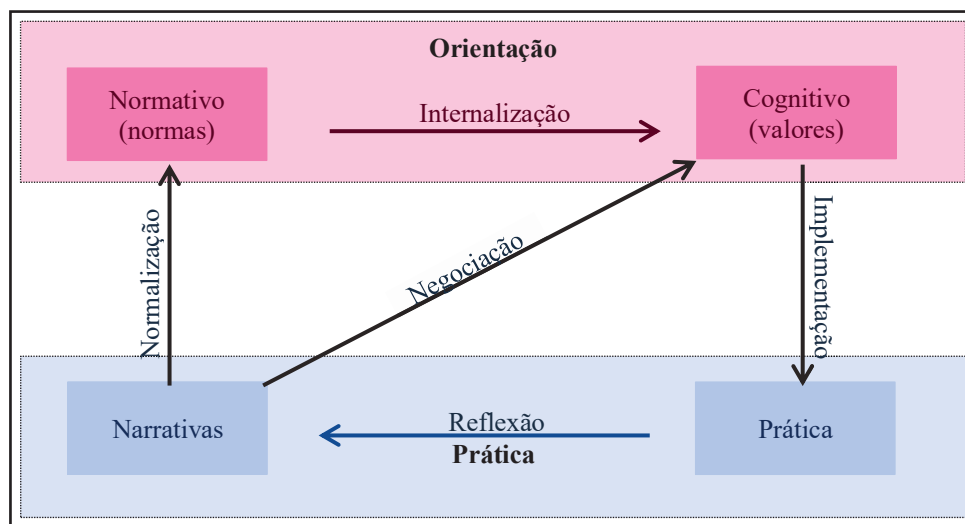 Orientação
Normativo
(normas)
Internalização
Cognitivo
(valores)
Normalização
Negociação
Implementação
Narrativas
Reflexão
Prática
Prática